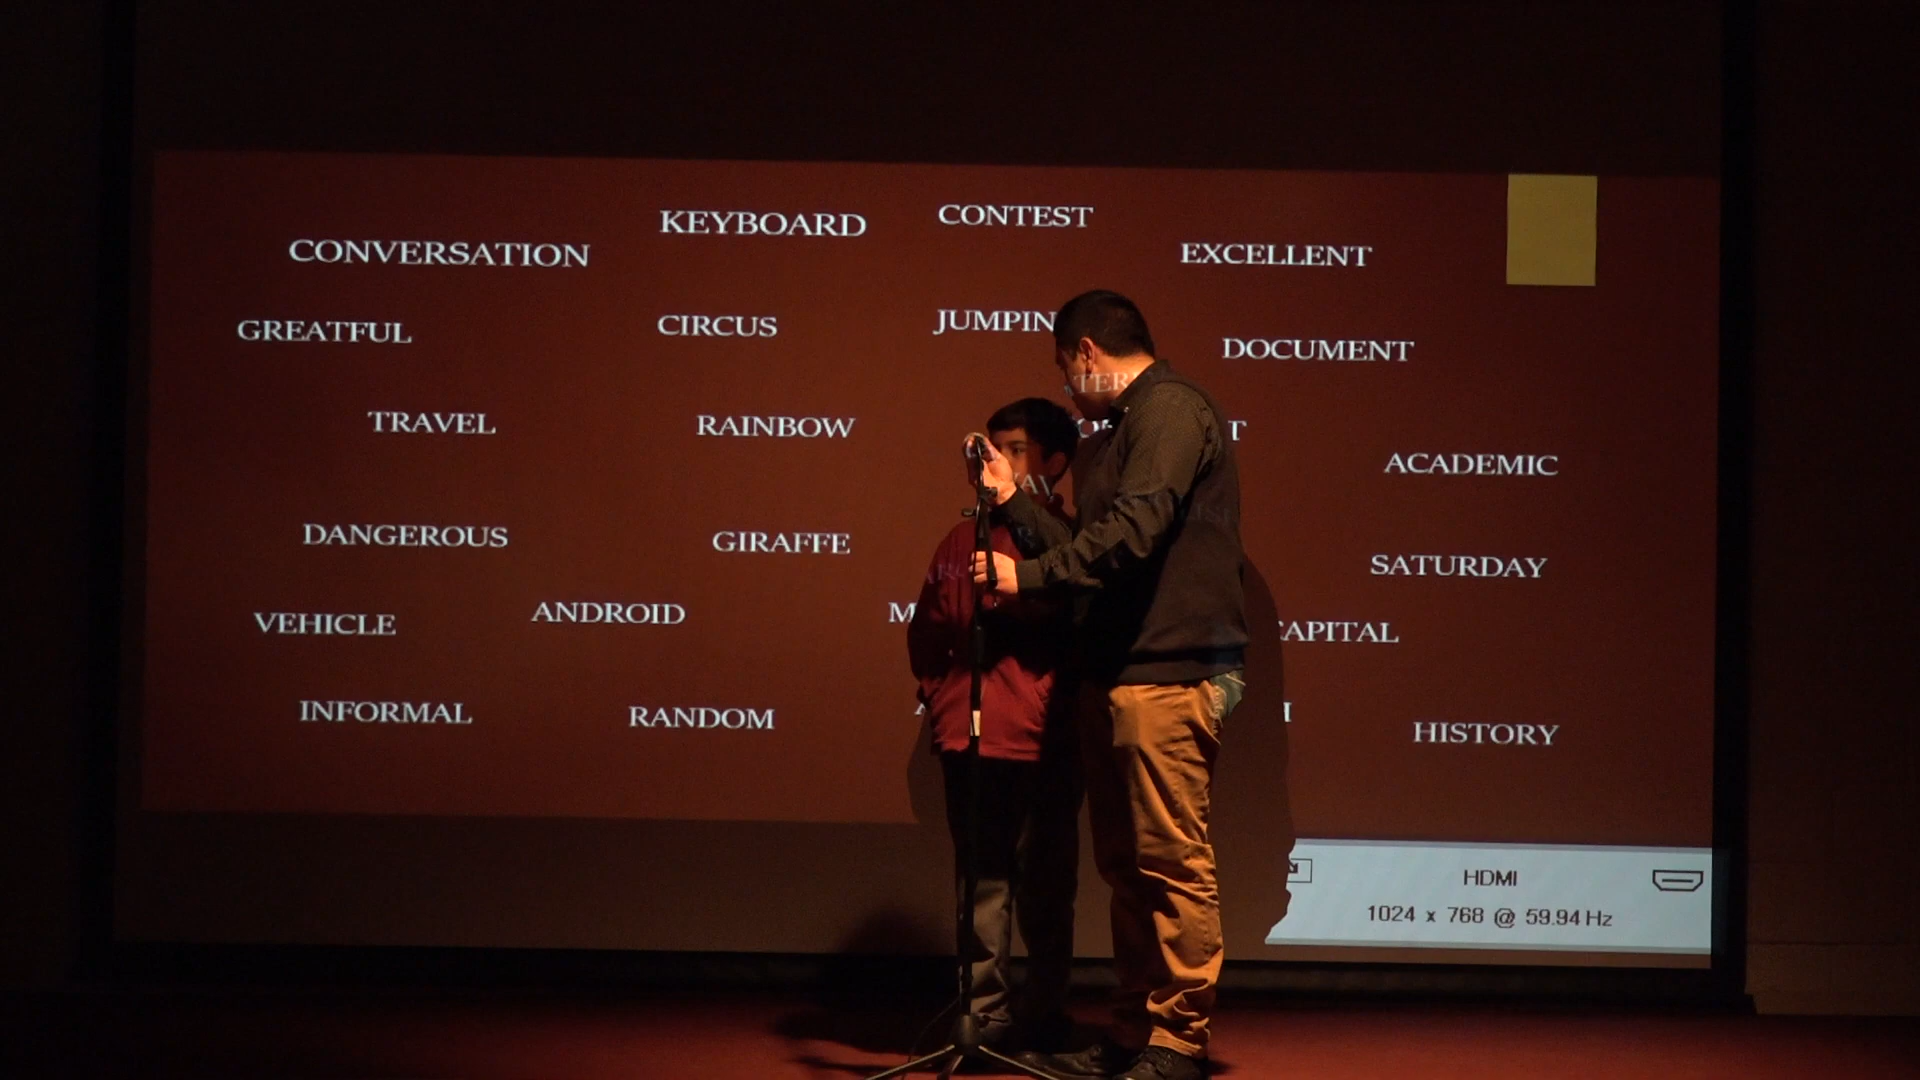 CONVERSATION KEYBOARD CONTEST EXCELLENT
GREATFUL CIRCUS JUMPIN DOCUMENT
TRAVEL RAINBOW ACADEMIC
DANGEROUS GIRAFFE SATURDAY
VEHICLE ANDROID CAPITAL
INFORMAL RANDOM HISTORY
HDMI
1024 x 768 @ 59.94 Hz